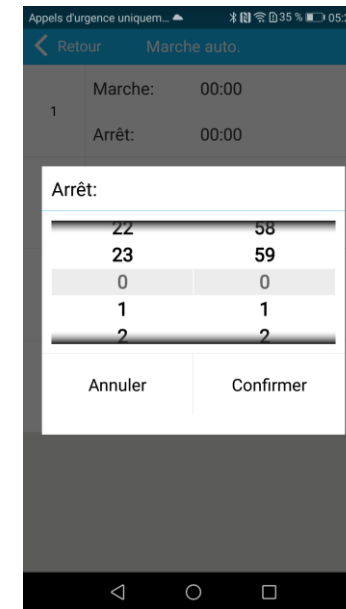 Appels d'urgence uniquem... 35 % 05:
Retour Marche auto.
Marche: 00:00
1
Arrêt: 00:00
Arrêt:
22 58
23 59
0 0
1 1
2 2
Annuler Confirmer